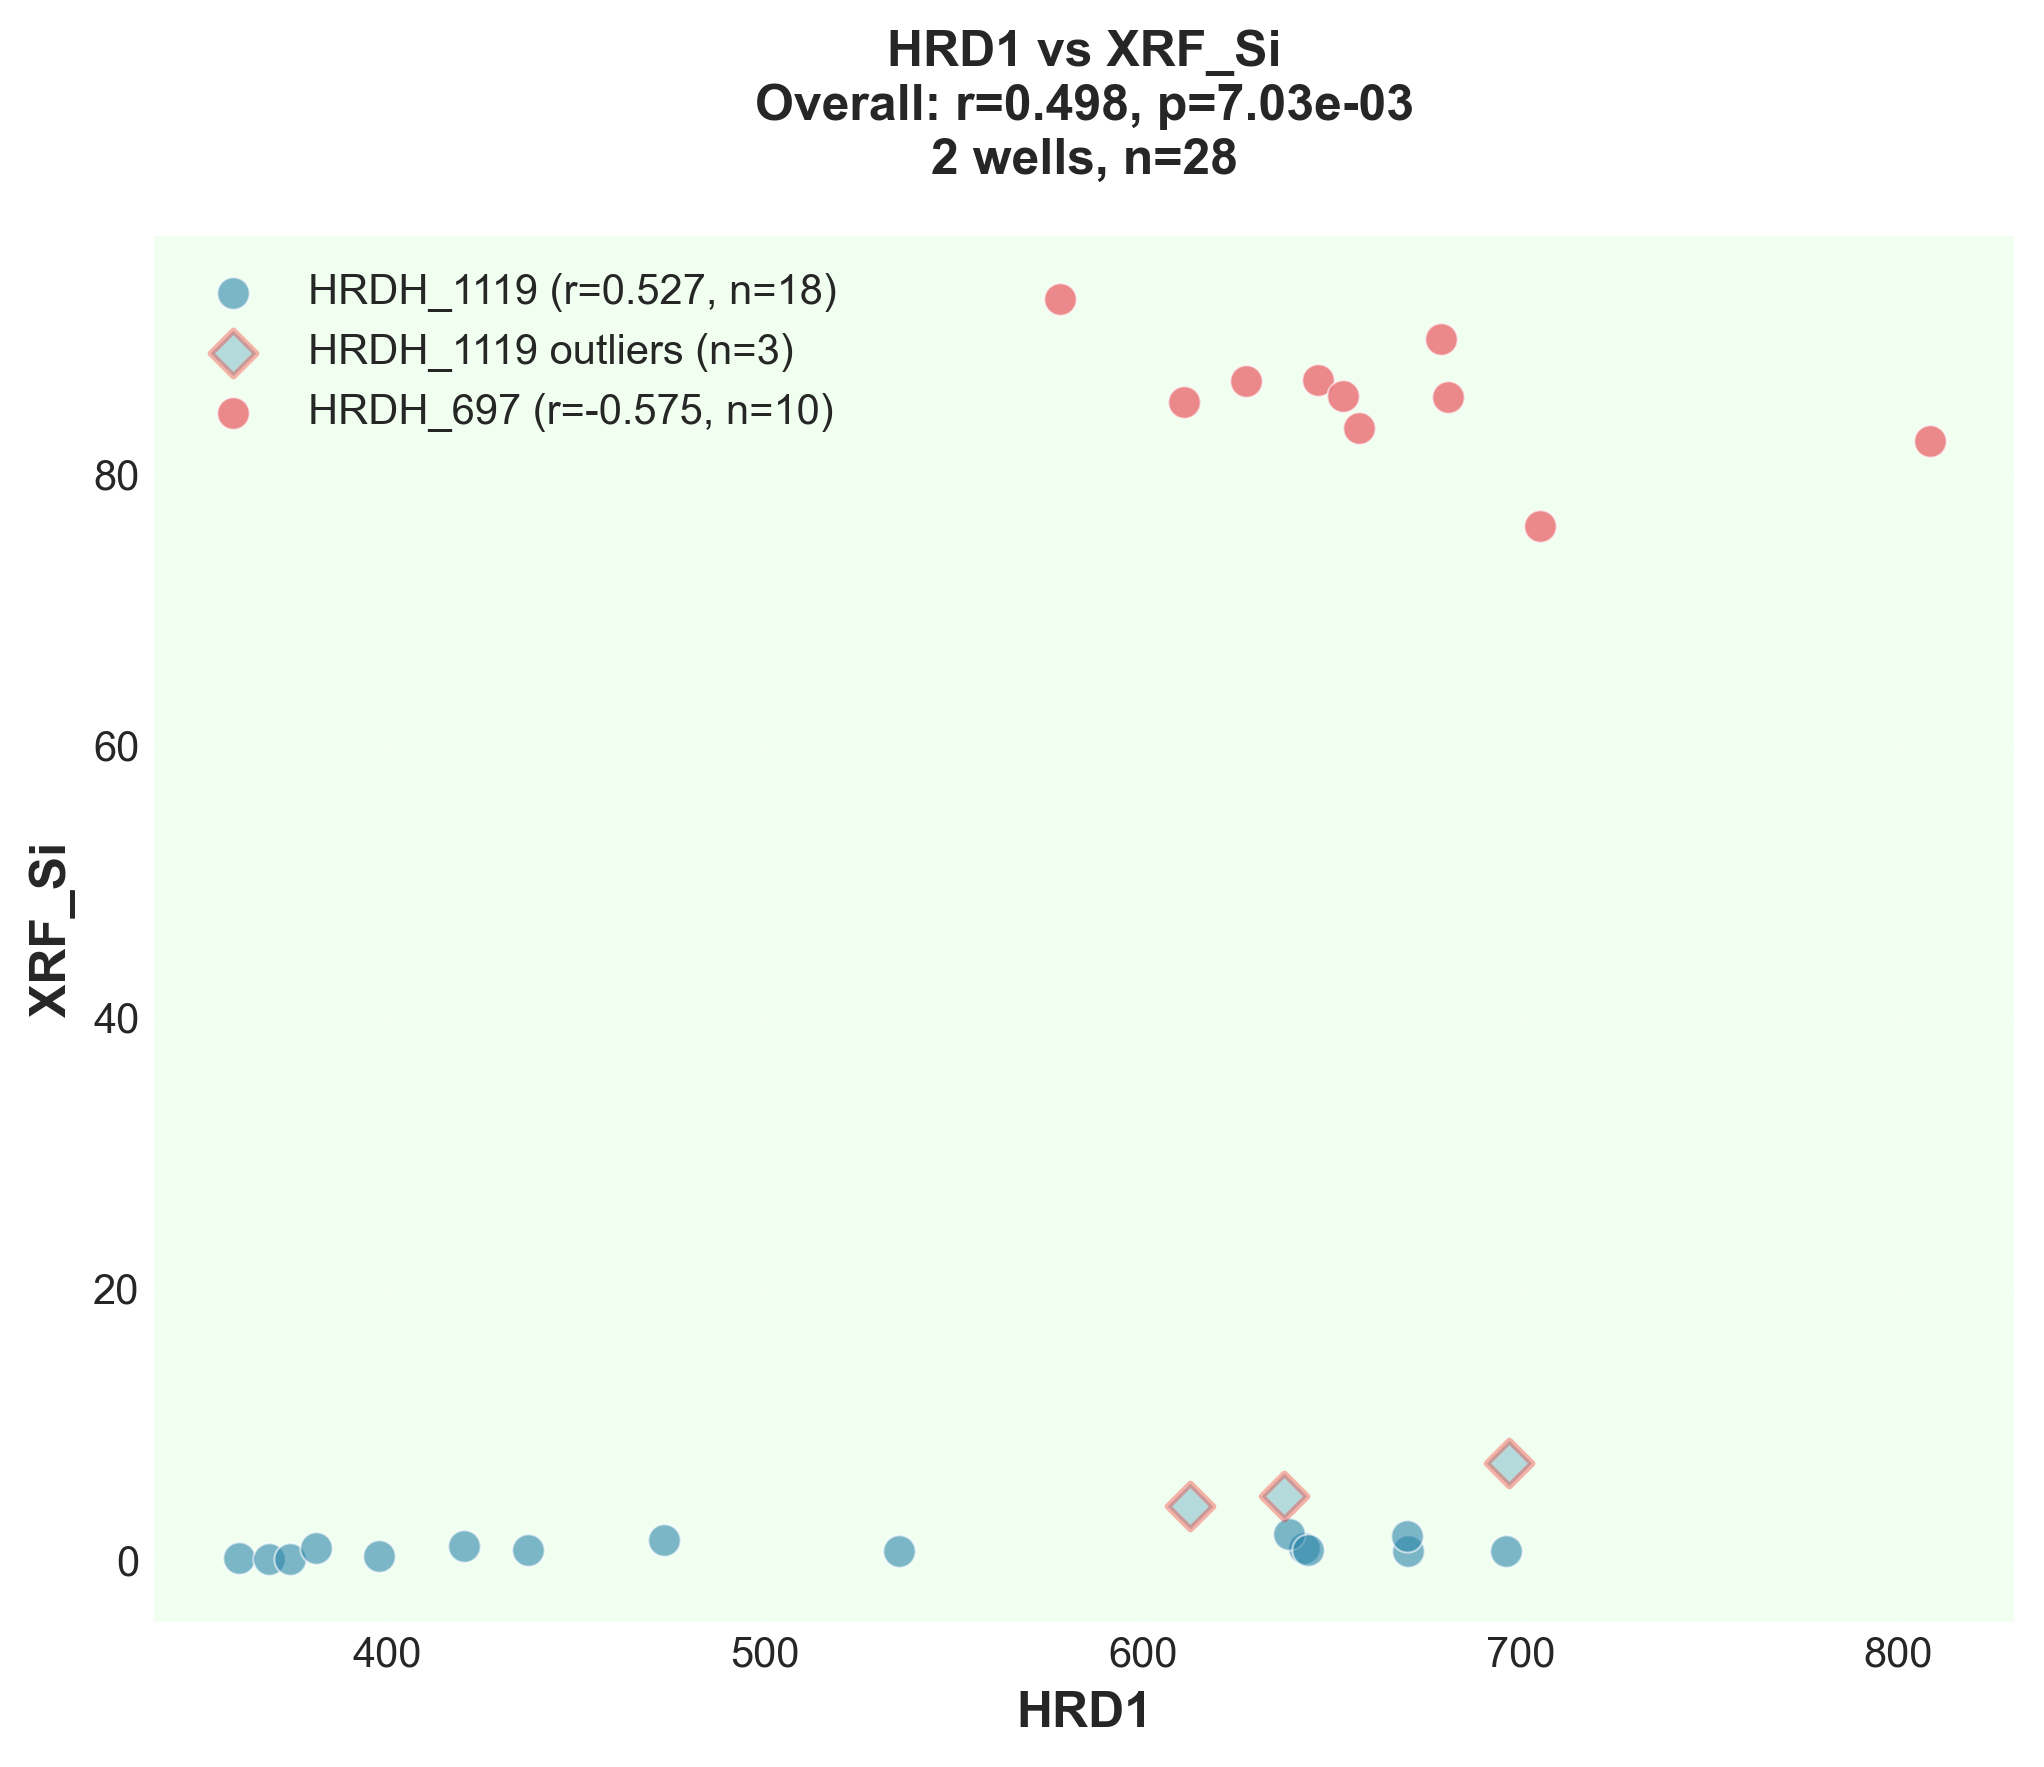 HRD1 vs XRF_Si
Overall: r=0.498, p=7.03e-03
2 wells, n=28
HRDH_1119 (r=0.527, n=18)
HRDH_1119 outliers (n=3)
HRDH_697 (r=-0.575, n=10)
80
60
40
20
0
XRF_Si
400 500 600 700 800
HRD1